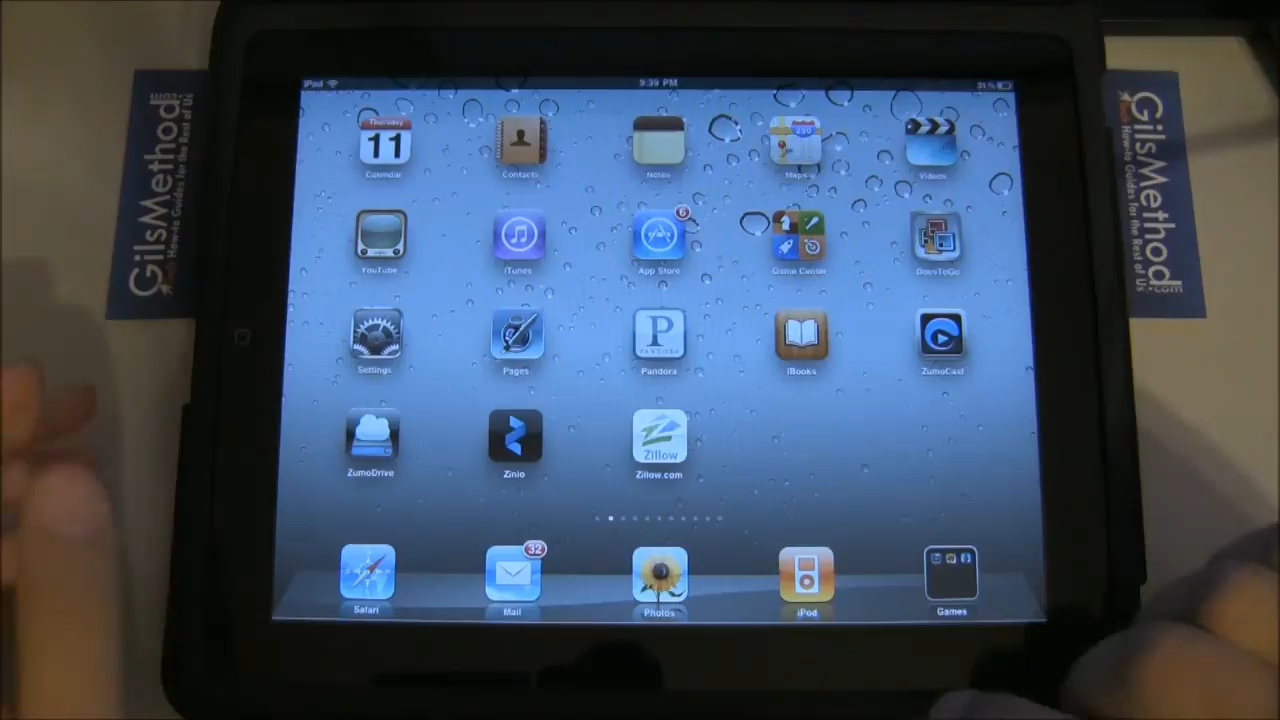 iPad
9:39 PM
31%
Thursday
11
Calendar
Contacts
Notes
280
Maps
Videos
YouTube
iTunes
6
App Store
Game Center
DocsToGo
Settings
Pages
P
PANDORA
Pandora
iBooks
ZumoCast
ZumoDrive
Zinio
Zillow
Zillow.com
Safari
32
Mail
Photos
iPod
Games
GilsMethod.com
How-to Guides for the Rest of Us
GilsMethod.com
How-to Guides for the Rest of Us